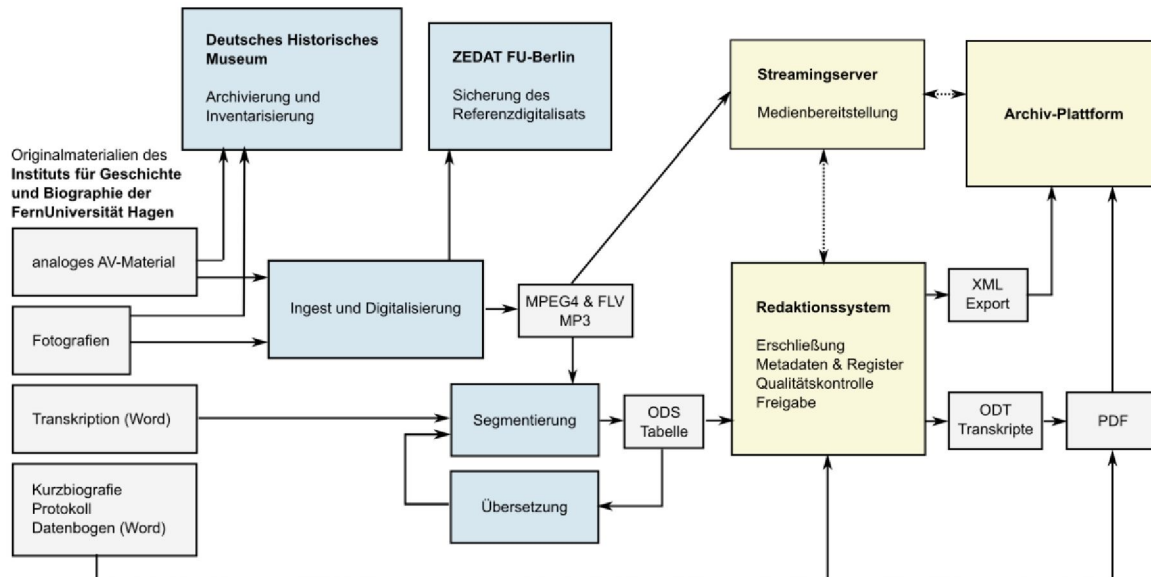 Deutsches Historisches
Museum
Archivierung und
Inventarisierung
ZEDAT FU-Berlin
Sicherung des
Referenzdigitalisats
Streamingserver
Medienbereitstellung
Archiv-Plattform
Originalmaterialien des
Instituts für Geschichte
und Biographie der
FernUniversität Hagen
analoges AV-Material
Ingest und Digitalisierung
MPEG4 & FLV
MP3
Redaktionssystem
Erschließung
Metadaten & Register
Qualitätskontrolle
Freigabe
XML
Export
Fotografien
Transkription (Word)
Segmentierung
ODS
Tabelle
ODT
Transkripte
PDF
Kurzbiografie
Protokoll
Datenbogen (Word)
Übersetzung